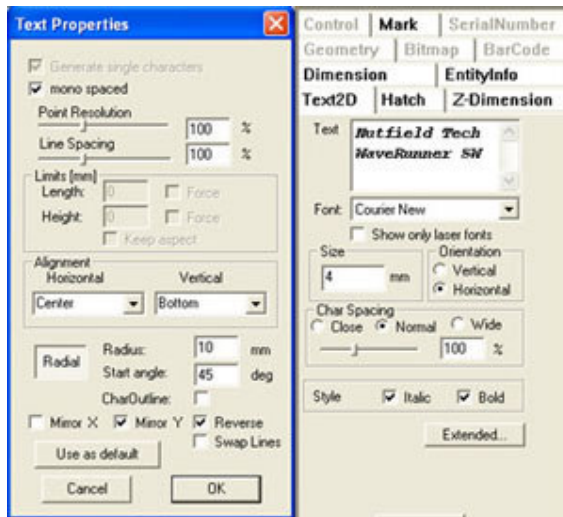 Text Properties
Generate single characters
mono spaced
Point Resolution
100 %
Line Spacing
100 %
Limits [mm]
Length: 0 Force
Height: 0 Force
Keep aspect
Alignment
Horizontal Vertical
Center Bottom
Radial
Radius: 10 mm
Start angle: 45 deg
CharOutline:
Mirror X Mirror Y Reverse
Swap Lines
Use as default
Cancel OK
Control Mark SerialNumber
Geometry Bitmap BarCode
Dimension EntityInfo
Text2D Hatch Z-Dimension
Text Nutfield Tech
WaveRunner SW
Font: Courier New
Show only laser fonts
Size Orientation
4 mm Vertical
Horizontal
Char Spacing
Close Normal Wide
100 %
Style Italic Bold
Extended...